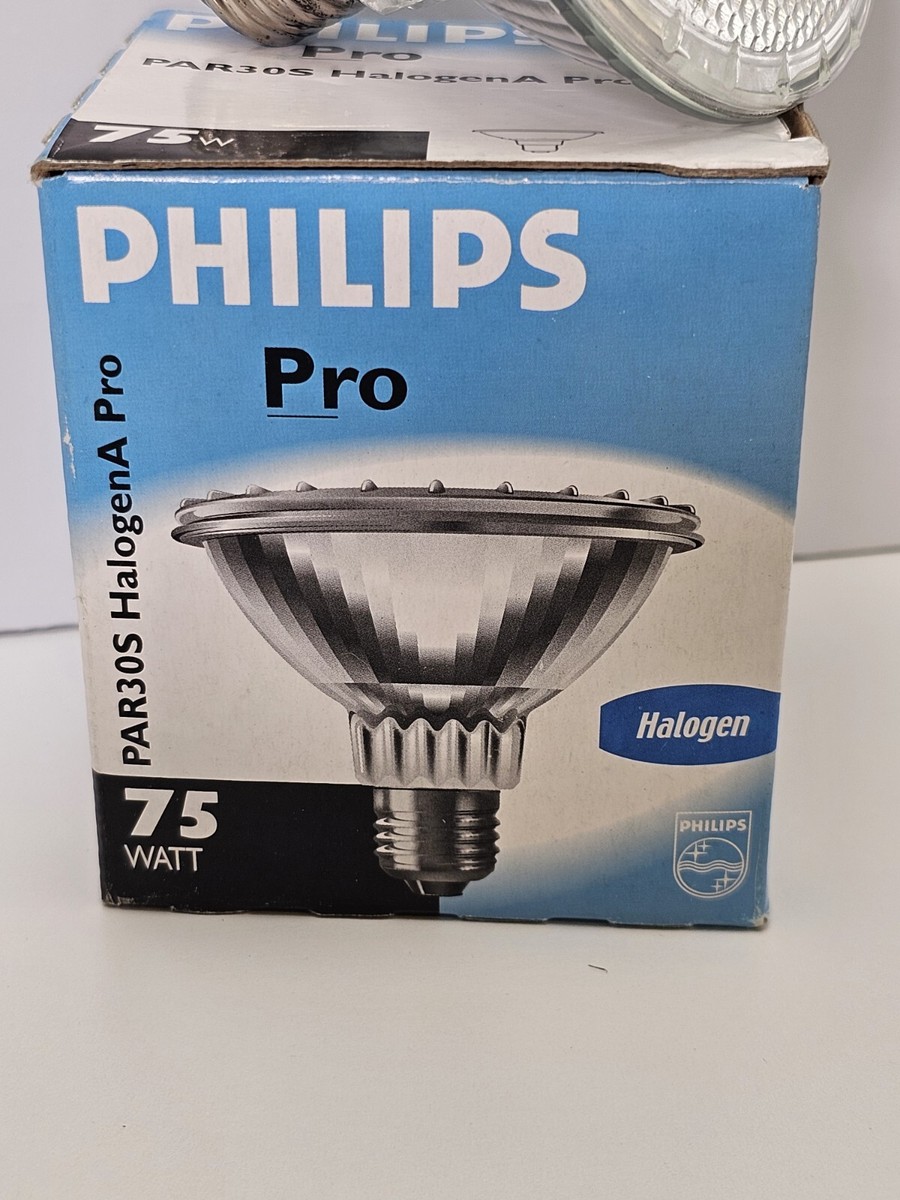 PHILIPS
Pro
PAR30S HalogenA Pro
75W
PHILIPS
Pro
PAR30S HalogenA Pro
Halogen
75
WATT
PHILIPS